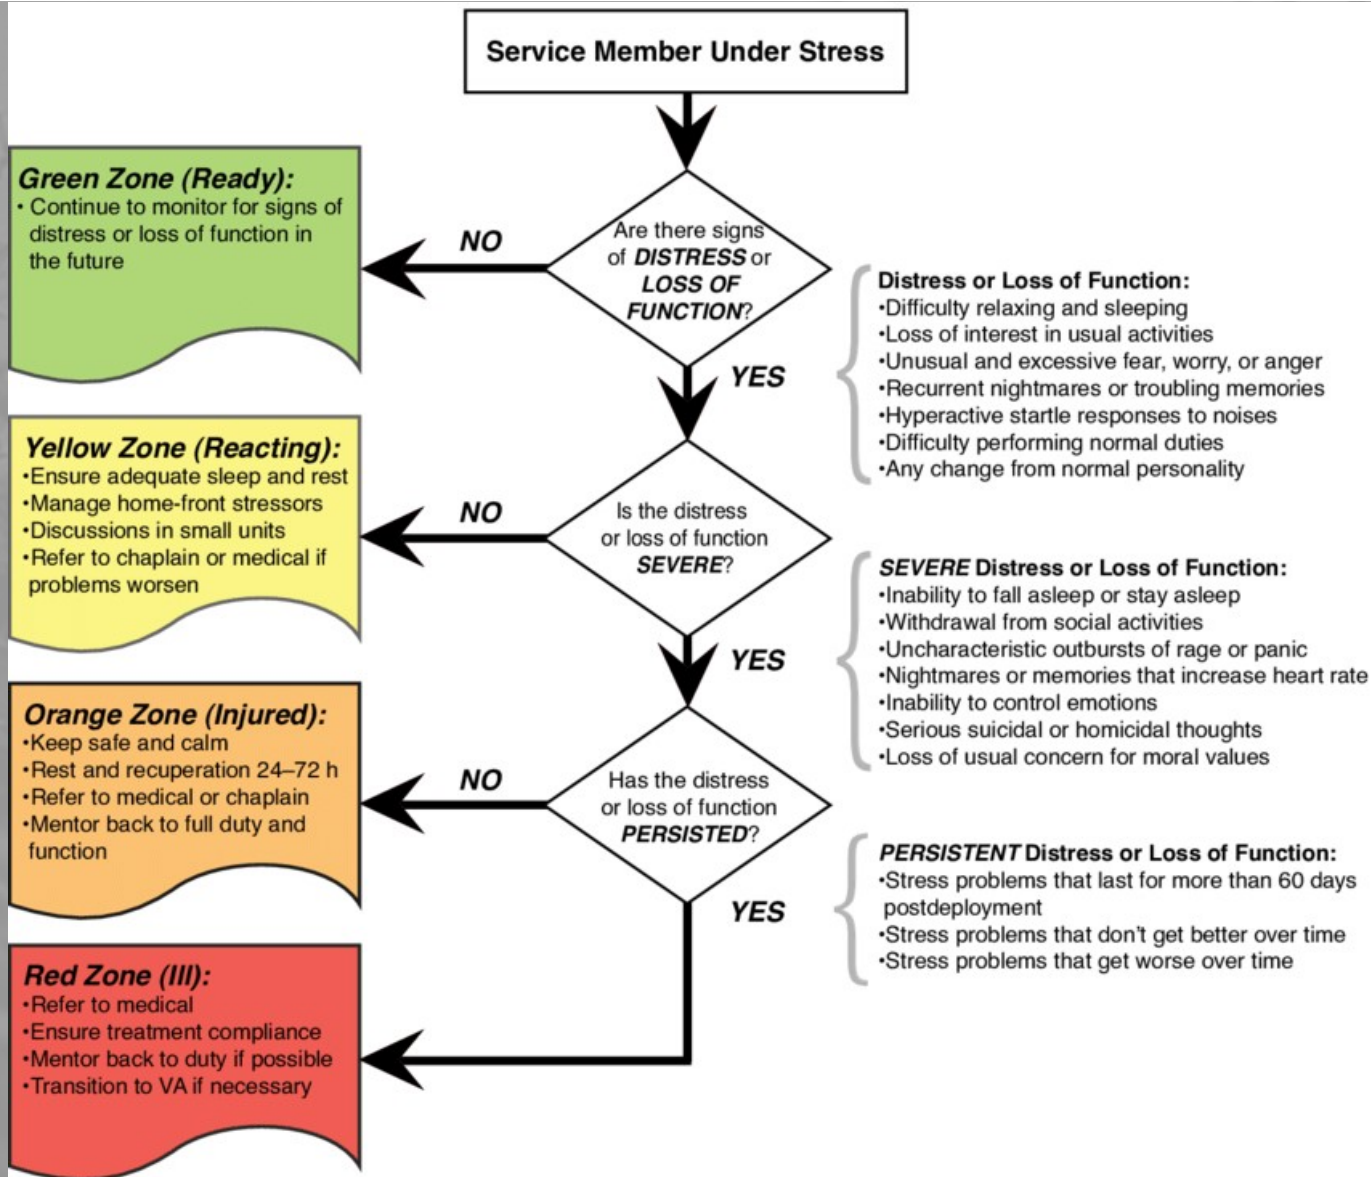 Service Member Under Stress
Green Zone (Ready):
• Continue to monitor for signs of
distress or loss of function in
the future
NO
Are there signs
of DISTRESS or
LOSS OF
FUNCTION?
YES
Distress or Loss of Function:
•Difficulty relaxing and sleeping
•Loss of interest in usual activities
•Unusual and excessive fear, worry, or anger
•Recurrent nightmares or troubling memories
•Hyperactive startle responses to noises
•Difficulty performing normal duties
•Any change from normal personality
Yellow Zone (Reacting):
•Ensure adequate sleep and rest
•Manage home-front stressors
•Discussions in small units
•Refer to chaplain or medical if
problems worsen
NO
Is the distress
or loss of function
SEVERE?
YES
SEVERE Distress or Loss of Function:
•Inability to fall asleep or stay asleep
•Withdrawal from social activities
•Uncharacteristic outbursts of rage or panic
•Nightmares or memories that increase heart rate
•Inability to control emotions
•Serious suicidal or homicidal thoughts
•Loss of usual concern for moral values
Orange Zone (Injured):
•Keep safe and calm
•Rest and recuperation 24–72 h
•Refer to medical or chaplain
•Mentor back to full duty and
function
NO
Has the distress
or loss of function
PERSISTED?
YES
PERSISTENT Distress or Loss of Function:
•Stress problems that last for more than 60 days
postdeployment
•Stress problems that don't get better over time
•Stress problems that get worse over time
Red Zone (Ill):
•Refer to medical
•Ensure treatment compliance
•Mentor back to duty if possible
•Transition to VA if necessary